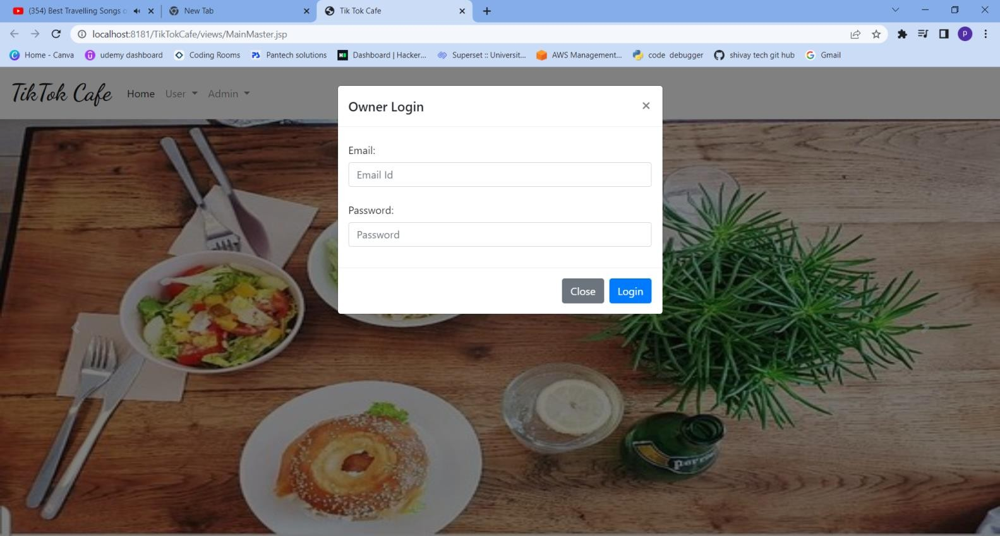 (354) Best Travelling Songs
New Tab
Tik Tok Cafe
localhost:8181/TikTokCafe/views/MainMaster.jsp
P
Home - Canva
udemy dashboard
Coding Rooms
PS
Pantech solutions
Dashboard | Hacker...
Superset :: Universit...
AWS Management...
code debugger
shivay tech git hub
Gmail
TikTok Cafe
Home
User
Admin
Owner Login
×
Email:
Email Id
Password:
Password
Close
Login